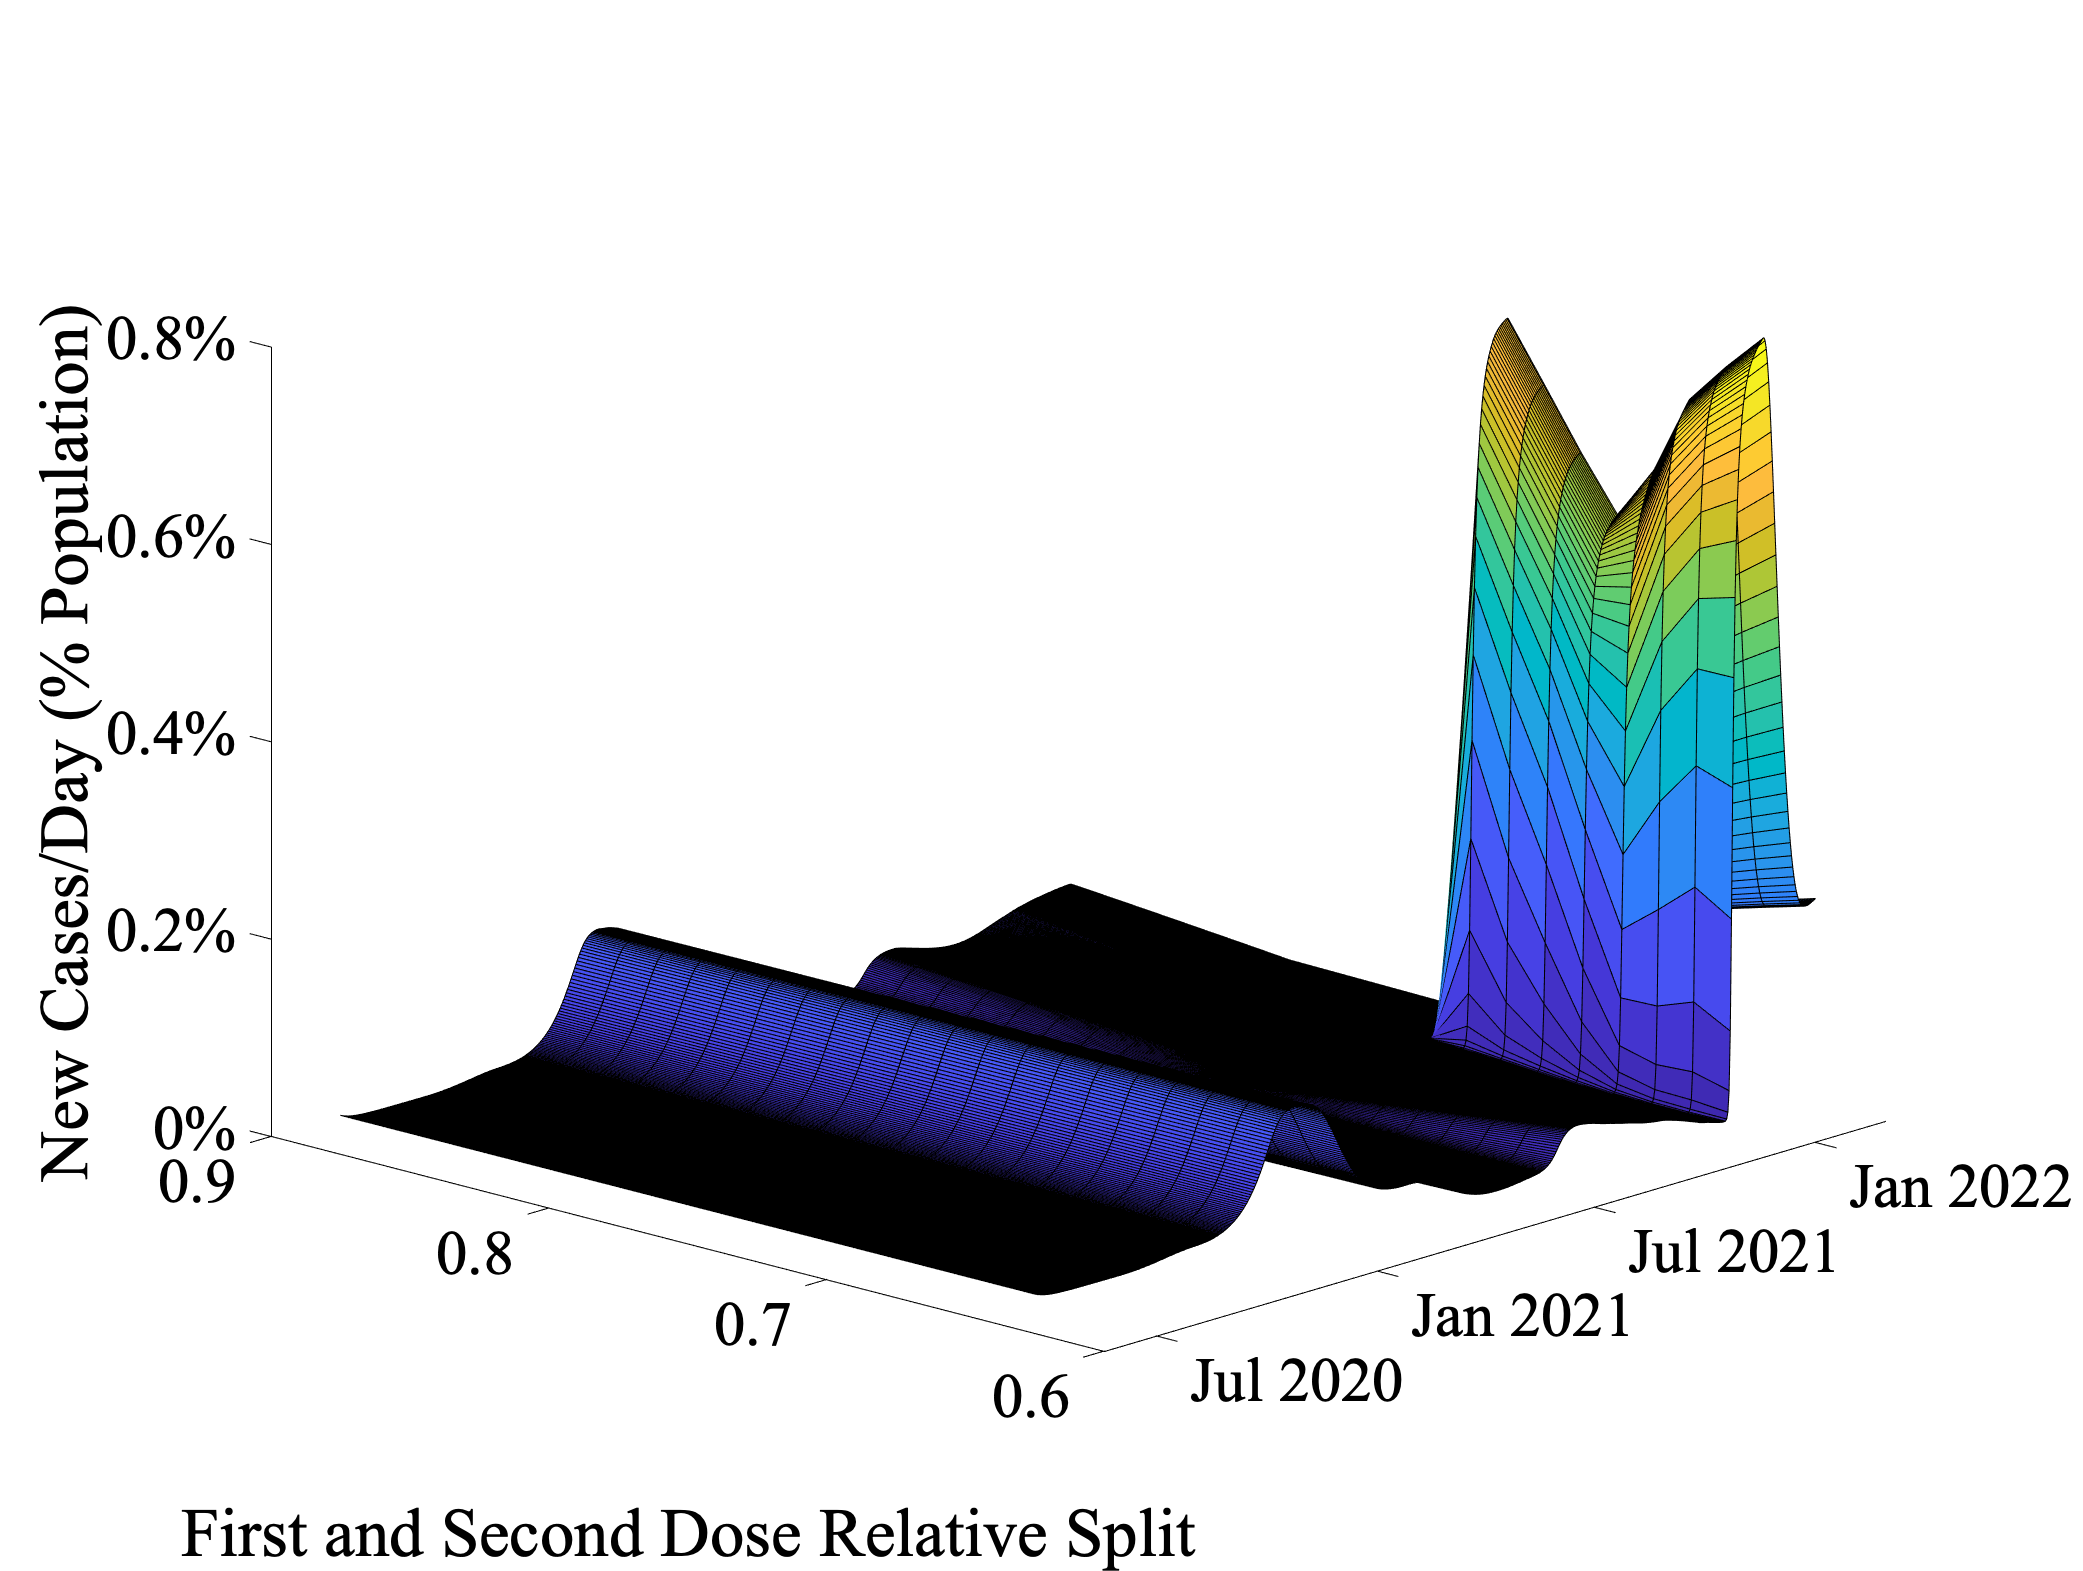 New Cases/Day (% Population)
0.8%
0.6%
0.4%
0.2%
0%
0.9
0.8
0.7
0.6
Jul 2020
Jan 2021
Jul 2021
Jan 2022
First and Second Dose Relative Split